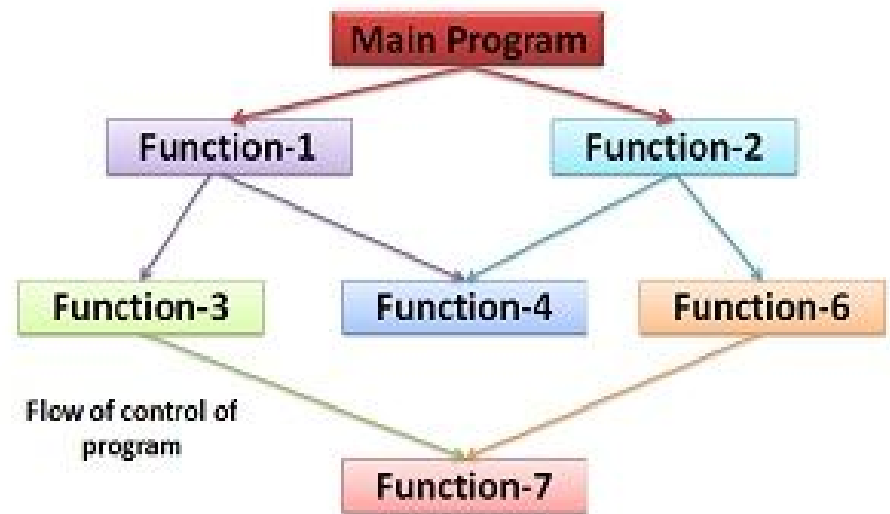 Main Program
Function-1
Function-2
Function-3
Function-4
Function-6
Flow of control of
program
Function-7